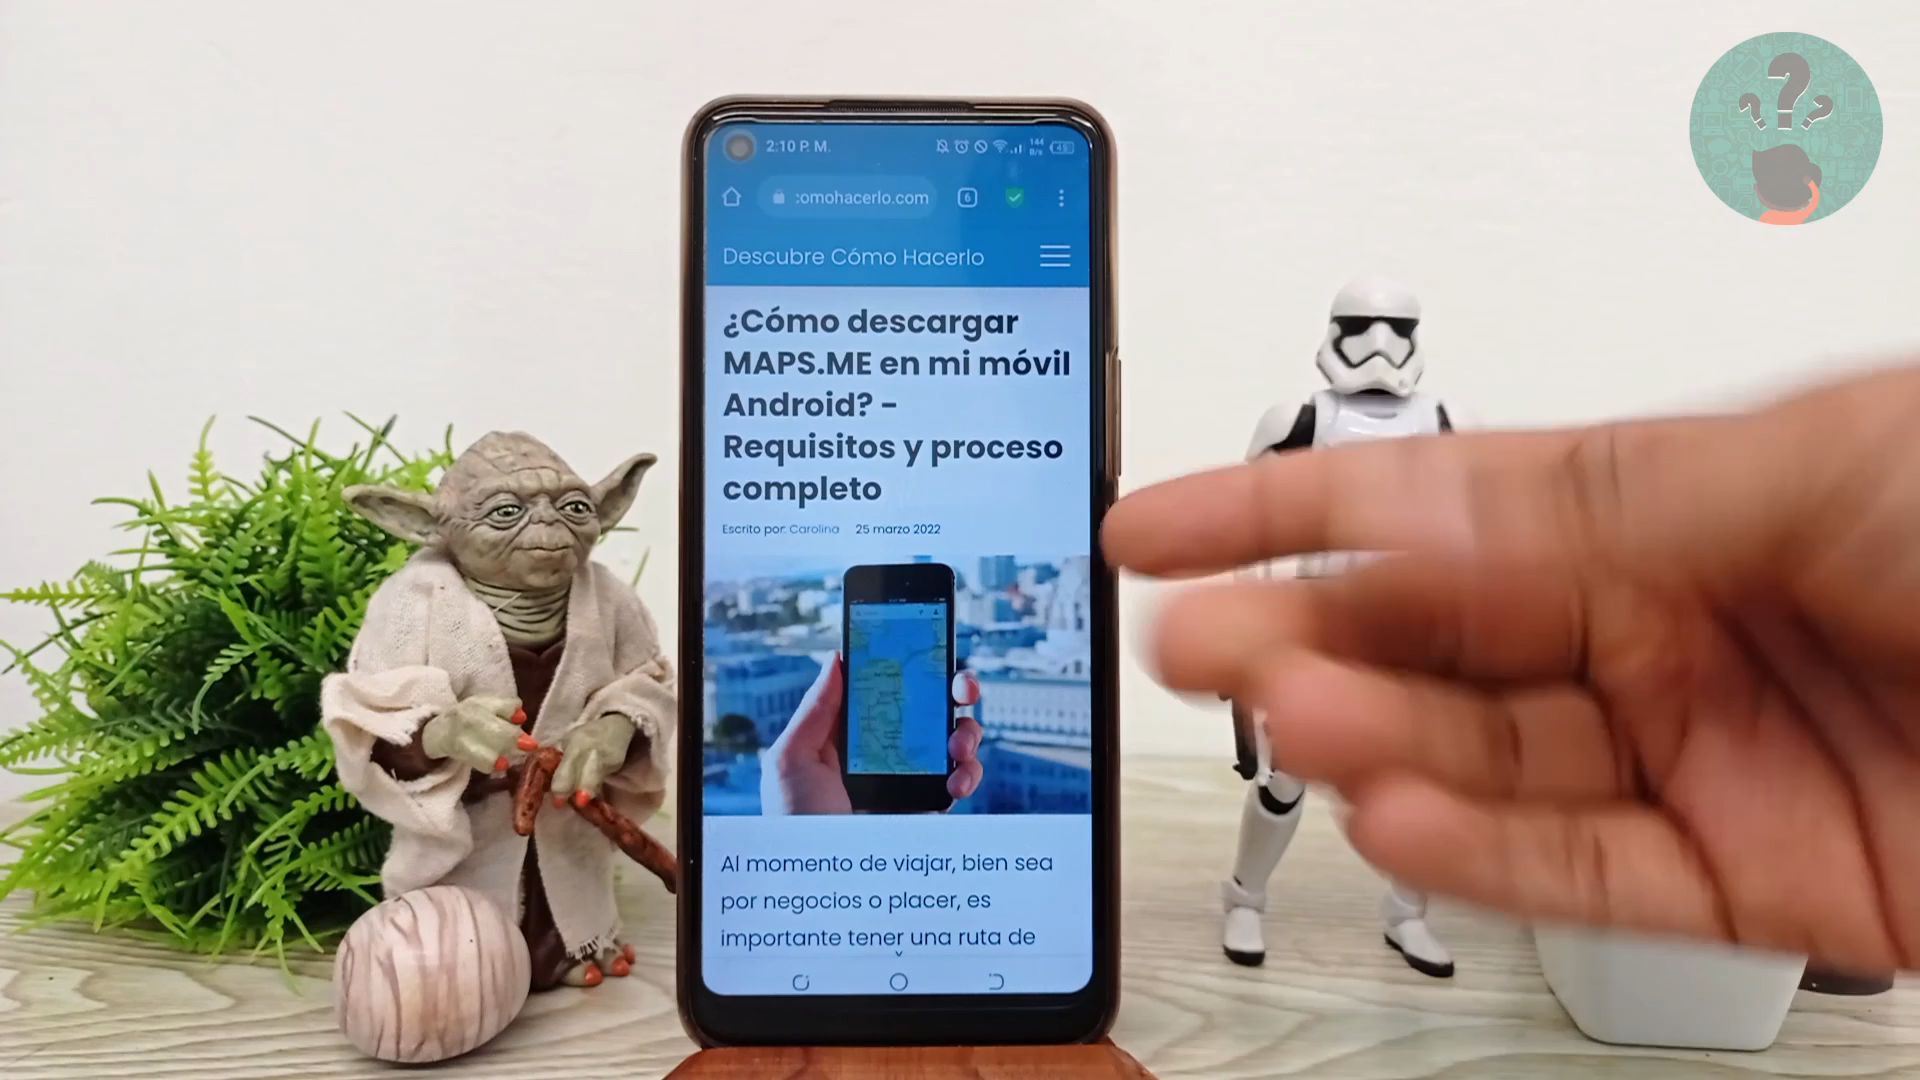 2:10 P. M.
144
B/s
:omohacerlo.com
6
Descubre Cómo Hacerlo
¿Cómo descargar
MAPS.ME en mi móvil
Android? -
Requisitos y proceso
completo
Escrito por: Carolina 25 marzo 2022
Al momento de viajar, bien sea
por negocios o placer, es
importante tener una ruta de